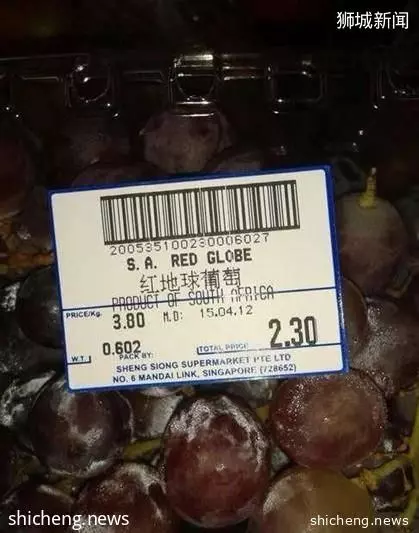 狮城新闻
200535100230006027
S.A. RED GLOBE
红地球葡萄
PRODUCT OF SOUTH AFRICA
PRICE/Kg. 3.80 M.D: 15.04.12
0.602 TOTAL PRICE 2.30
W.T. PACK BY:
SHENG SIONG SUPERMARKET PTE LTD
NO. 6 MANDAI LINK, SINGAPORE (728652)
shicheng.news shicheng.news